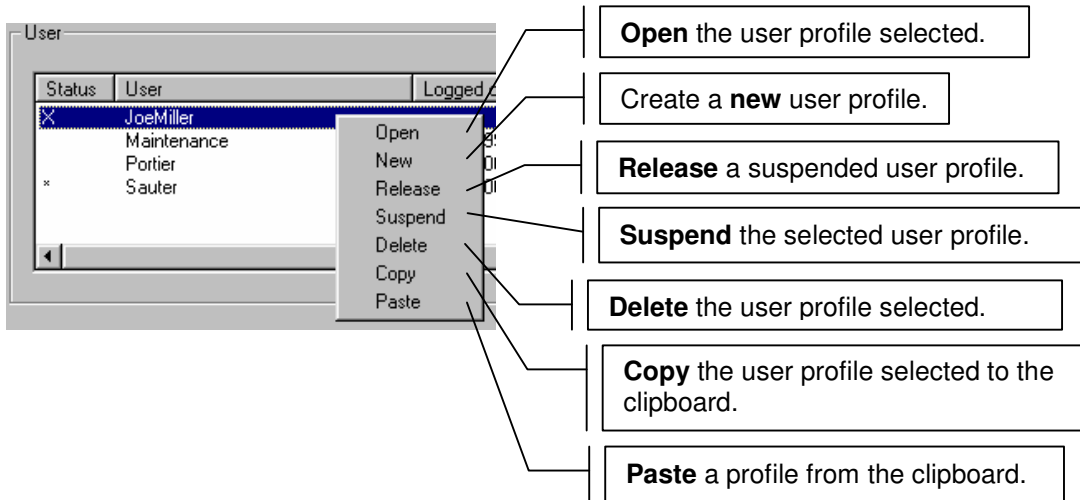 User
Status User Logged
X JoeMiller
Maintenance
Portier
× Sauter
Open
New
Release
Suspend
Delete
Copy
Paste
Open the user profile selected.
Create a new user profile.
Release a suspended user profile.
Suspend the selected user profile.
Delete the user profile selected.
Copy the user profile selected to the
clipboard.
Paste a profile from the clipboard.